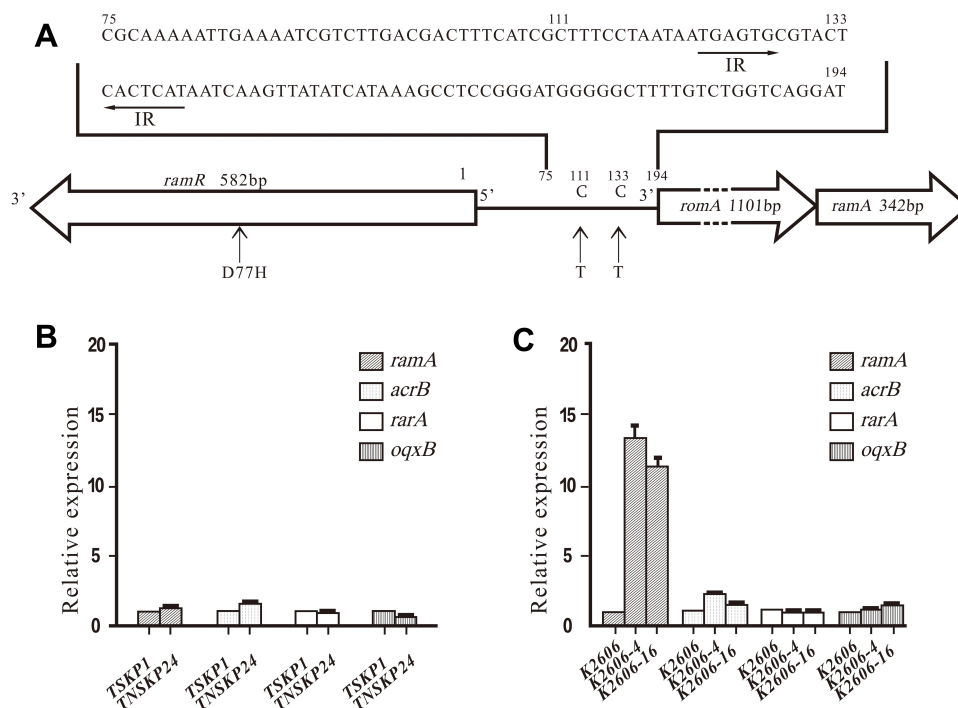 A
75 111 133
CGCAAAAATTGAAAATCGTCTTGACGACTTTCATCGCTTTCCTAATAATGAGTGCGTACT
IR
194
CACTCATAATCAAGTTATATCATAAAGCCTCCGGGATGGGGGCTTTTGTCTGGTCAGGAT
IR
ramR 582bp 1 75 111 133 194
3’ 5’ C C 3’
romA 1101bp ramA 342bp
D77H T T
B
Relative expression
20
15
10
5
0
ramA
acrB
rarA
oqxB
TSKP1 TNSKP24 TSKP1 TNSKP24 TSKP1 TNSKP24 TSKP1 TNSKP24
C
Relative expression
20
15
10
5
0
ramA
acrB
rarA
oqxB
K2606 K2606-4 K2606-16 K2606 K2606-4 K2606-16 K2606 K2606-4 K2606-16 K2606 K2606-4 K2606-16